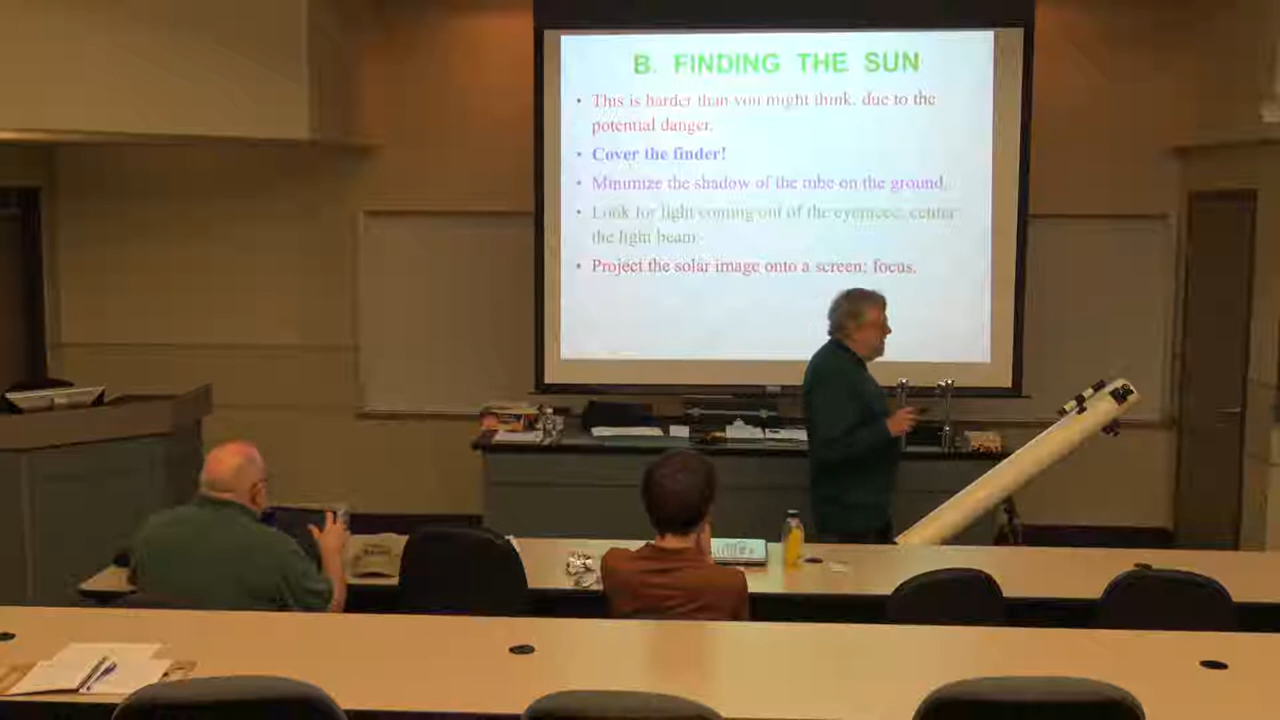 B. FINDING THE SUN
• This is harder than you might think, due to the
potential danger.
• Cover the finder!
• Minimize the shadow of the tube on the ground.
• Look for light coming out of the eyepiece, center
the light beam.
• Project the solar image onto a screen; focus.